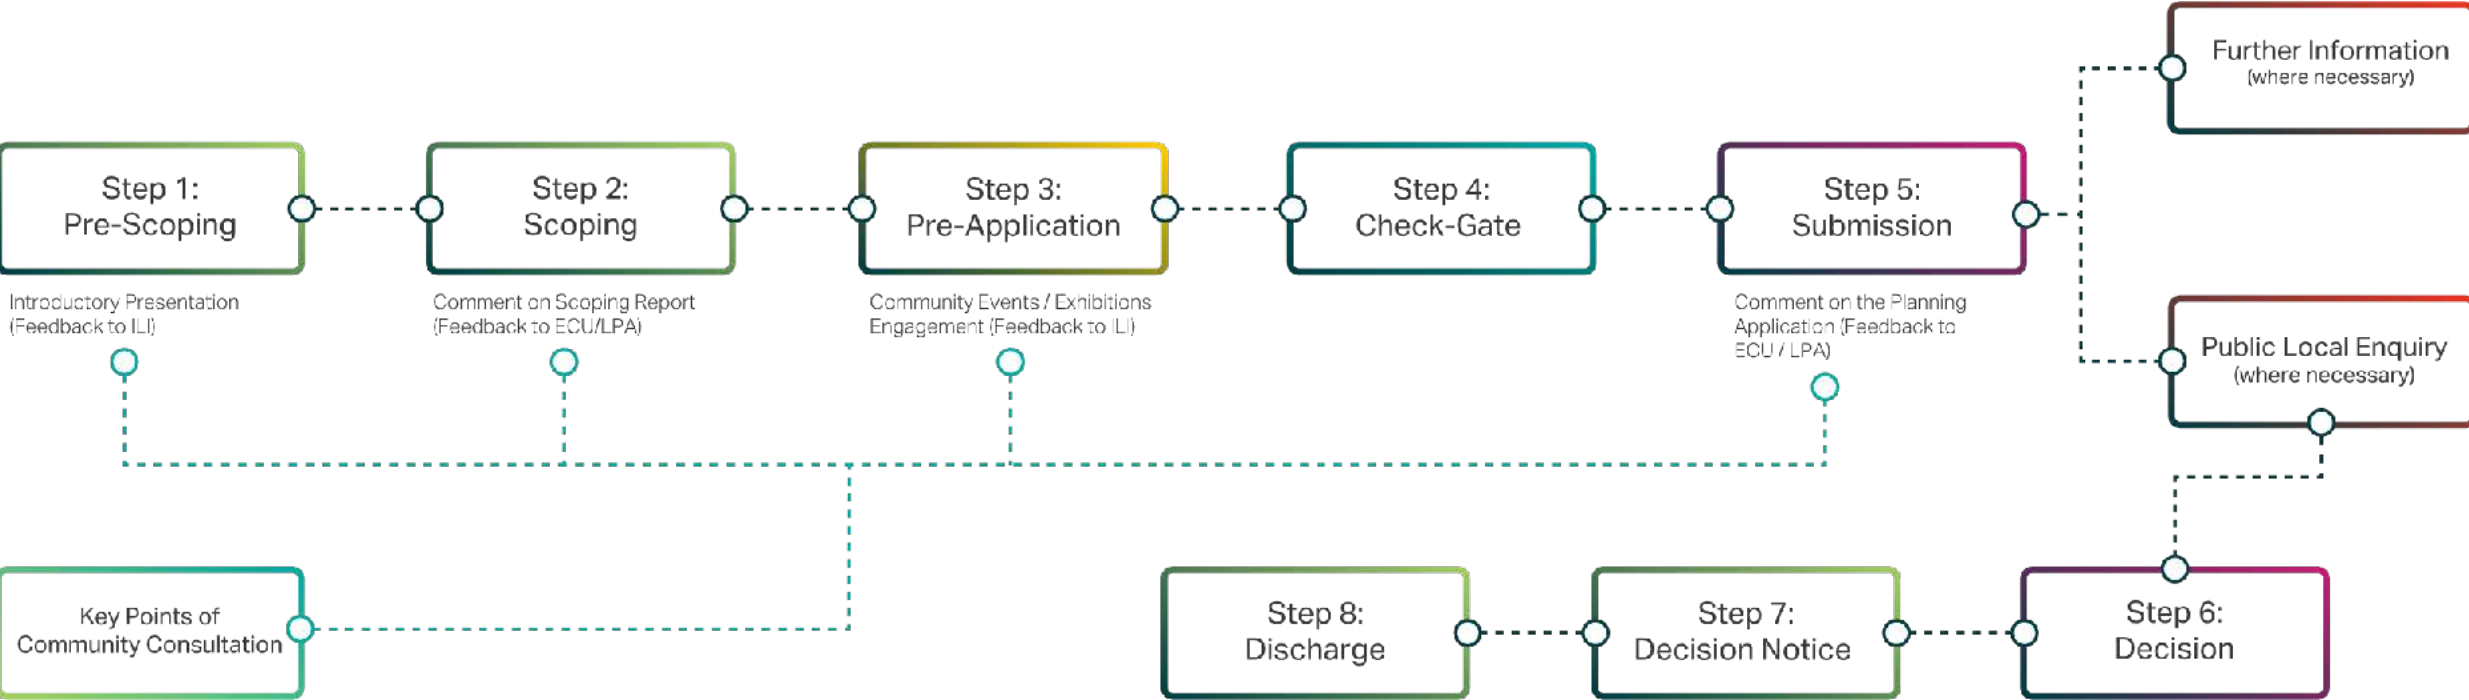 Further Information
(where necessary)
Step 1:
Pre-Scoping
Step 2:
Scoping
Step 3:
Pre-Application
Step 4:
Check-Gate
Step 5:
Submission
Introductory Presentation
(Feedback to ILI)
Comment on Scoping Report
(Feedback to ECU/LPA)
Community Events / Exhibitions
Engagement (Feedback to ILI)
Comment on the Planning
Application (Feedback to
ECU / LPA)
Public Local Enquiry
(where necessary)
Key Points of
Community Consultation
Step 8:
Discharge
Step 7:
Decision Notice
Step 6:
Decision